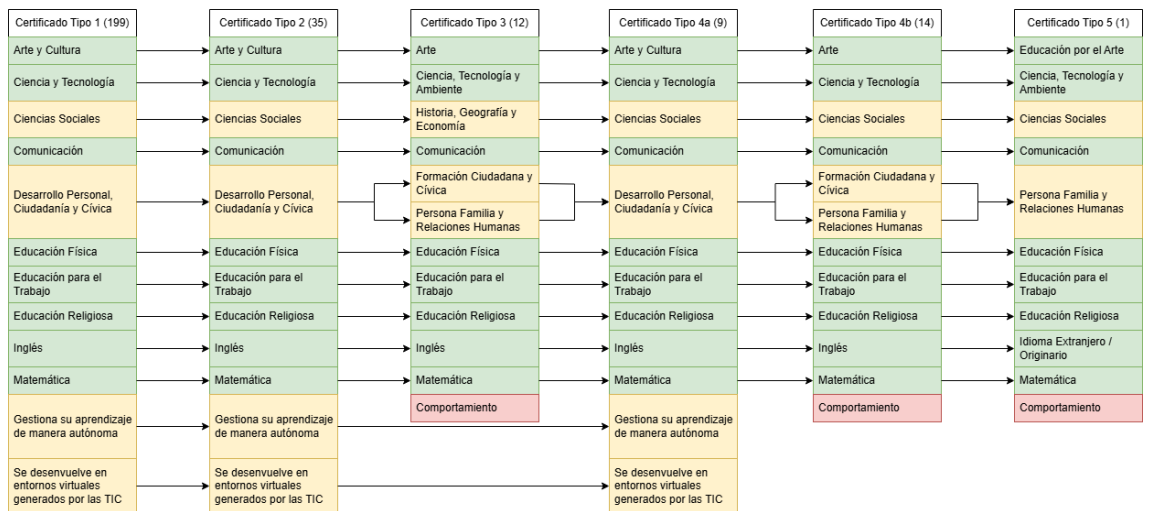 Certificado Tipo 1 (199)
Arte y Cultura
Ciencia y Tecnología
Ciencias Sociales
Comunicación
Desarrollo Personal,
Ciudadanía y Cívica
Educación Física
Educación para el
Trabajo
Educación Religiosa
Inglés
Matemática
Gestiona su aprendizaje
de manera autónoma
Se desenvuelve en
entornos virtuales
generados por las TIC
Certificado Tipo 2 (35)
Arte y Cultura
Ciencia y Tecnología
Ciencias Sociales
Comunicación
Desarrollo Personal,
Ciudadanía y Cívica
Educación Física
Educación para el
Trabajo
Educación Religiosa
Inglés
Matemática
Gestiona su aprendizaje
de manera autónoma
Se desenvuelve en
entornos virtuales
generados por las TIC
Certificado Tipo 3 (12)
Arte
Ciencia, Tecnología y
Ambiente
Historia, Geografía y
Economía
Comunicación
Formación Ciudadana y
Cívica
Persona Familia y
Relaciones Humanas
Educación Física
Educación para el
Trabajo
Educación Religiosa
Inglés
Matemática
Comportamiento
Certificado Tipo 4a (9)
Arte y Cultura
Ciencia y Tecnología
Ciencias Sociales
Comunicación
Desarrollo Personal,
Ciudadanía y Cívica
Educación Física
Educación para el
Trabajo
Educación Religiosa
Inglés
Matemática
Gestiona su aprendizaje
de manera autónoma
Se desenvuelve en
entornos virtuales
generados por las TIC
Certificado Tipo 4b (14)
Arte
Ciencia y Tecnología
Ciencias Sociales
Comunicación
Formación Ciudadana y
Cívica
Persona Familia y
Relaciones Humanas
Educación Física
Educación para el
Trabajo
Educación Religiosa
Inglés
Matemática
Comportamiento
Certificado Tipo 5 (1)
Educación por el Arte
Ciencia, Tecnología y
Ambiente
Ciencias Sociales
Comunicación
Persona Familia y
Relaciones Humanas
Educación Física
Educación para el
Trabajo
Educación Religiosa
Idioma Extranjero /
Originario
Matemática
Comportamiento